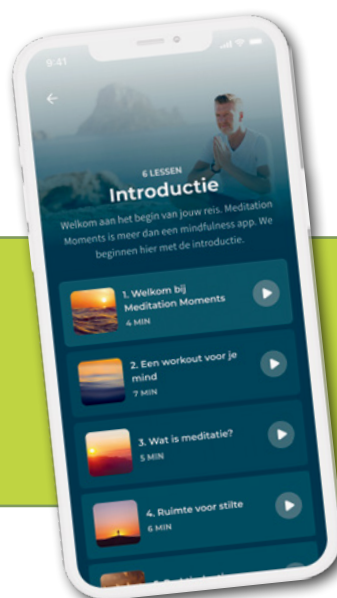 9:41
6 LESSEN
Introductie
Welkom aan het begin van jouw reis. Meditation
Moments is meer dan een mindfulness app. We
beginnen hier met de introductie.
1. Welkom bij
Meditation Moments
4 MIN
2. Een workout voor je
mind
7 MIN
3. Wat is meditatie?
5 MIN
4. Ruimte voor stilte
6 MIN